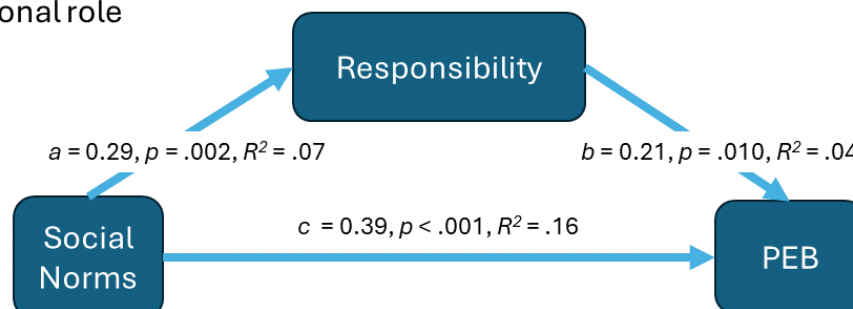 onal role
Responsibility
a = 0.29, p = .002, R² = .07
b = 0.21, p = .010, R² = .04
c = 0.39, p < .001, R² = .16
Social
Norms
PEB